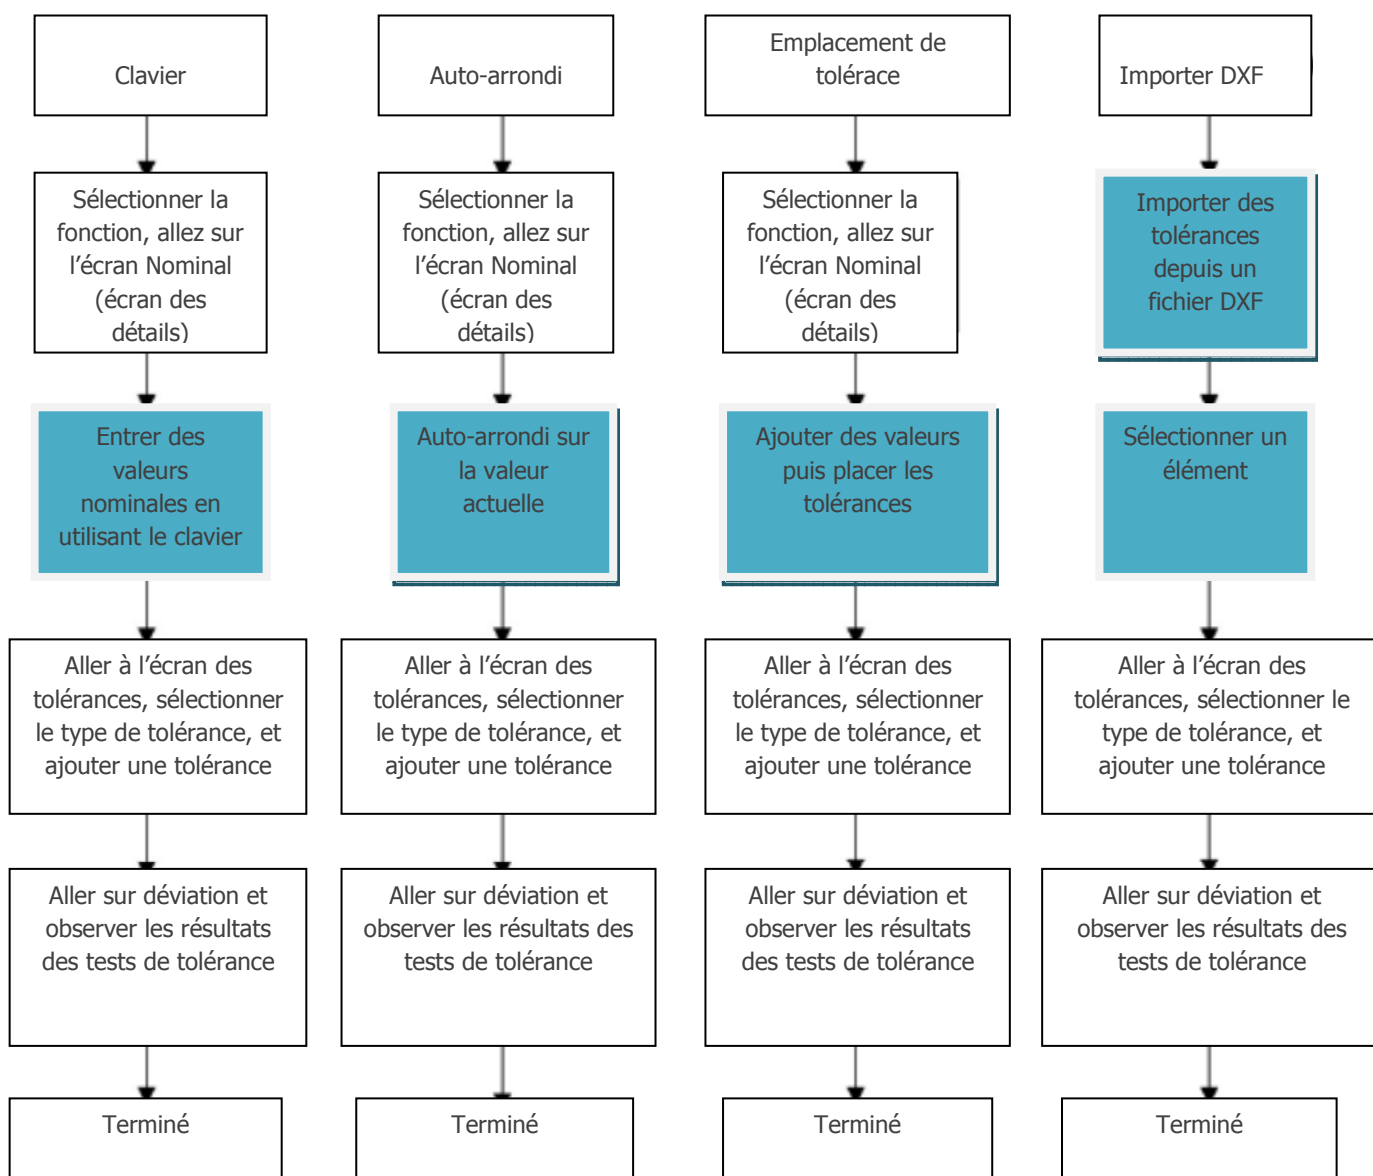 Clavier
Sélectionner la
fonction, allez sur
l’écran Nominal
(écran des
détails)
Entrer des
valeurs
nominales en
utilisant le clavier
Aller à l’écran des
tolérances, sélectionner
le type de tolérance, et
ajouter une tolérance
Aller sur déviation et
observer les résultats
des tests de tolérance
Terminé
Auto-arrondi
Sélectionner la
fonction, allez sur
l’écran Nominal
(écran des
détails)
Auto-arrondi sur
la valeur
actuelle
Aller à l’écran des
tolérances, sélectionner
le type de tolérance, et
ajouter une tolérance
Aller sur déviation et
observer les résultats des
tests de tolérance
Terminé
Emplacement de
tolérace
Sélectionner la
fonction, allez sur
l’écran Nominal
(écran des
détails)
Ajouter des valeurs
puis placer les
tolérances
Aller à l’écran des
tolérances, sélectionner
le type de tolérance, et
ajouter une tolérance
Aller sur déviation et
observer les résultats
des tests de tolérance
Terminé
Importer DXF
Importer des
tolérances
depuis un
fichier DXF
Sélectionner un
élément
Aller à l’écran des
tolérances, sélectionner le
type de tolérance, et
ajouter une tolérance
Aller sur déviation et
observer les résultats des
tests de tolérance
Terminé